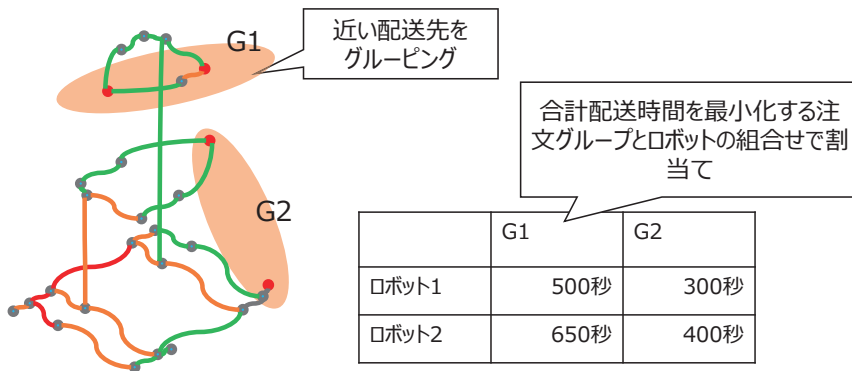 G1
近い配送先を
グルーピング
合計配送時間を最小化する注
文グループとロボットの組合せで割
当て
G2
G1 G2
ロボット1 500秒 300秒
ロボット2 650秒 400秒